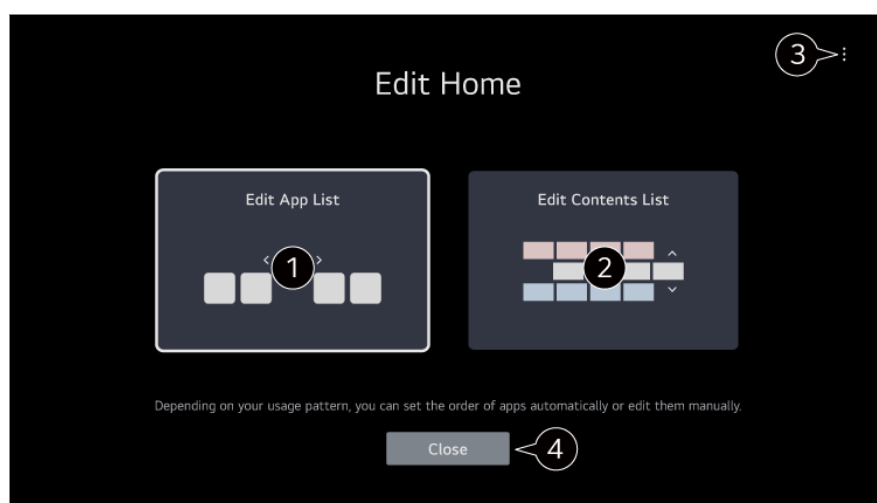 3
Edit Home
Edit App List
Edit Contents List
1
2
Depending on your usage pattern, you can set the order of apps automatically or edit them manually.
Close
4